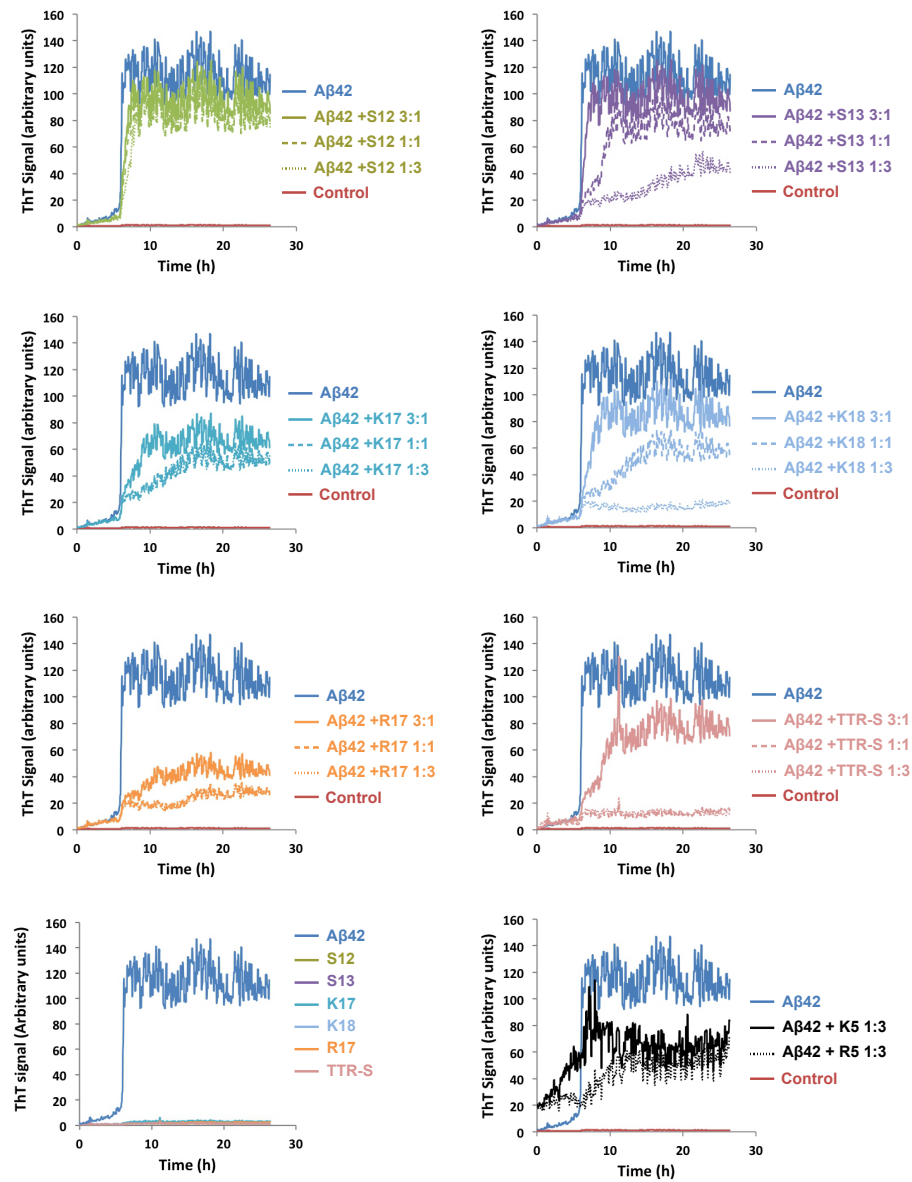 ThT Signal (arbitrary units)
160
140
120
100
80
60
40
20
0
0 10 20 30
Time (h)
Aβ42
Aβ42 +S12 3:1
Aβ42 +S12 1:1
Aβ42 +S12 1:3
Control
ThT Signal (arbitrary units)
160
140
120
100
80
60
40
20
0
0 10 20 30
Time (h)
Aβ42
Aβ42 +S13 3:1
Aβ42 +S13 1:1
Aβ42 +S13 1:3
Control
ThT Signal (arbitrary units)
160
140
120
100
80
60
40
20
0
0 10 20 30
Time (h)
Aβ42
Aβ42 +K17 3:1
Aβ42 +K17 1:1
Aβ42 +K17 1:3
Control
ThT Signal (arbitrary units)
160
140
120
100
80
60
40
20
0
0 10 20 30
Time (h)
Aβ42
Aβ42 +K18 3:1
Aβ42 +K18 1:1
Aβ42 +K18 1:3
Control
ThT Signal (arbitrary units)
160
140
120
100
80
60
40
20
0
0 10 20 30
Time (h)
Aβ42
Aβ42 +R17 3:1
Aβ42 +R17 1:1
Aβ42 +R17 1:3
Control
ThT Signal (arbitrary units)
160
140
120
100
80
60
40
20
0
0 10 20 30
Time (h)
Aβ42
Aβ42 +TTR-S 3:1
Aβ42 +TTR-S 1:1
Aβ42 +TTR-S 1:3
Control
ThT Signal (Arbitrary units)
160
140
120
100
80
60
40
20
0
0 10 20 30
Time (h)
Aβ42
S12
S13
K17
K18
R17
TTR-S
ThT Signal (arbitrary units)
160
140
120
100
80
60
40
20
0
0 10 20 30
Time (h)
Aβ42
Aβ42 + K5 1:3
Aβ42 + R5 1:3
Control